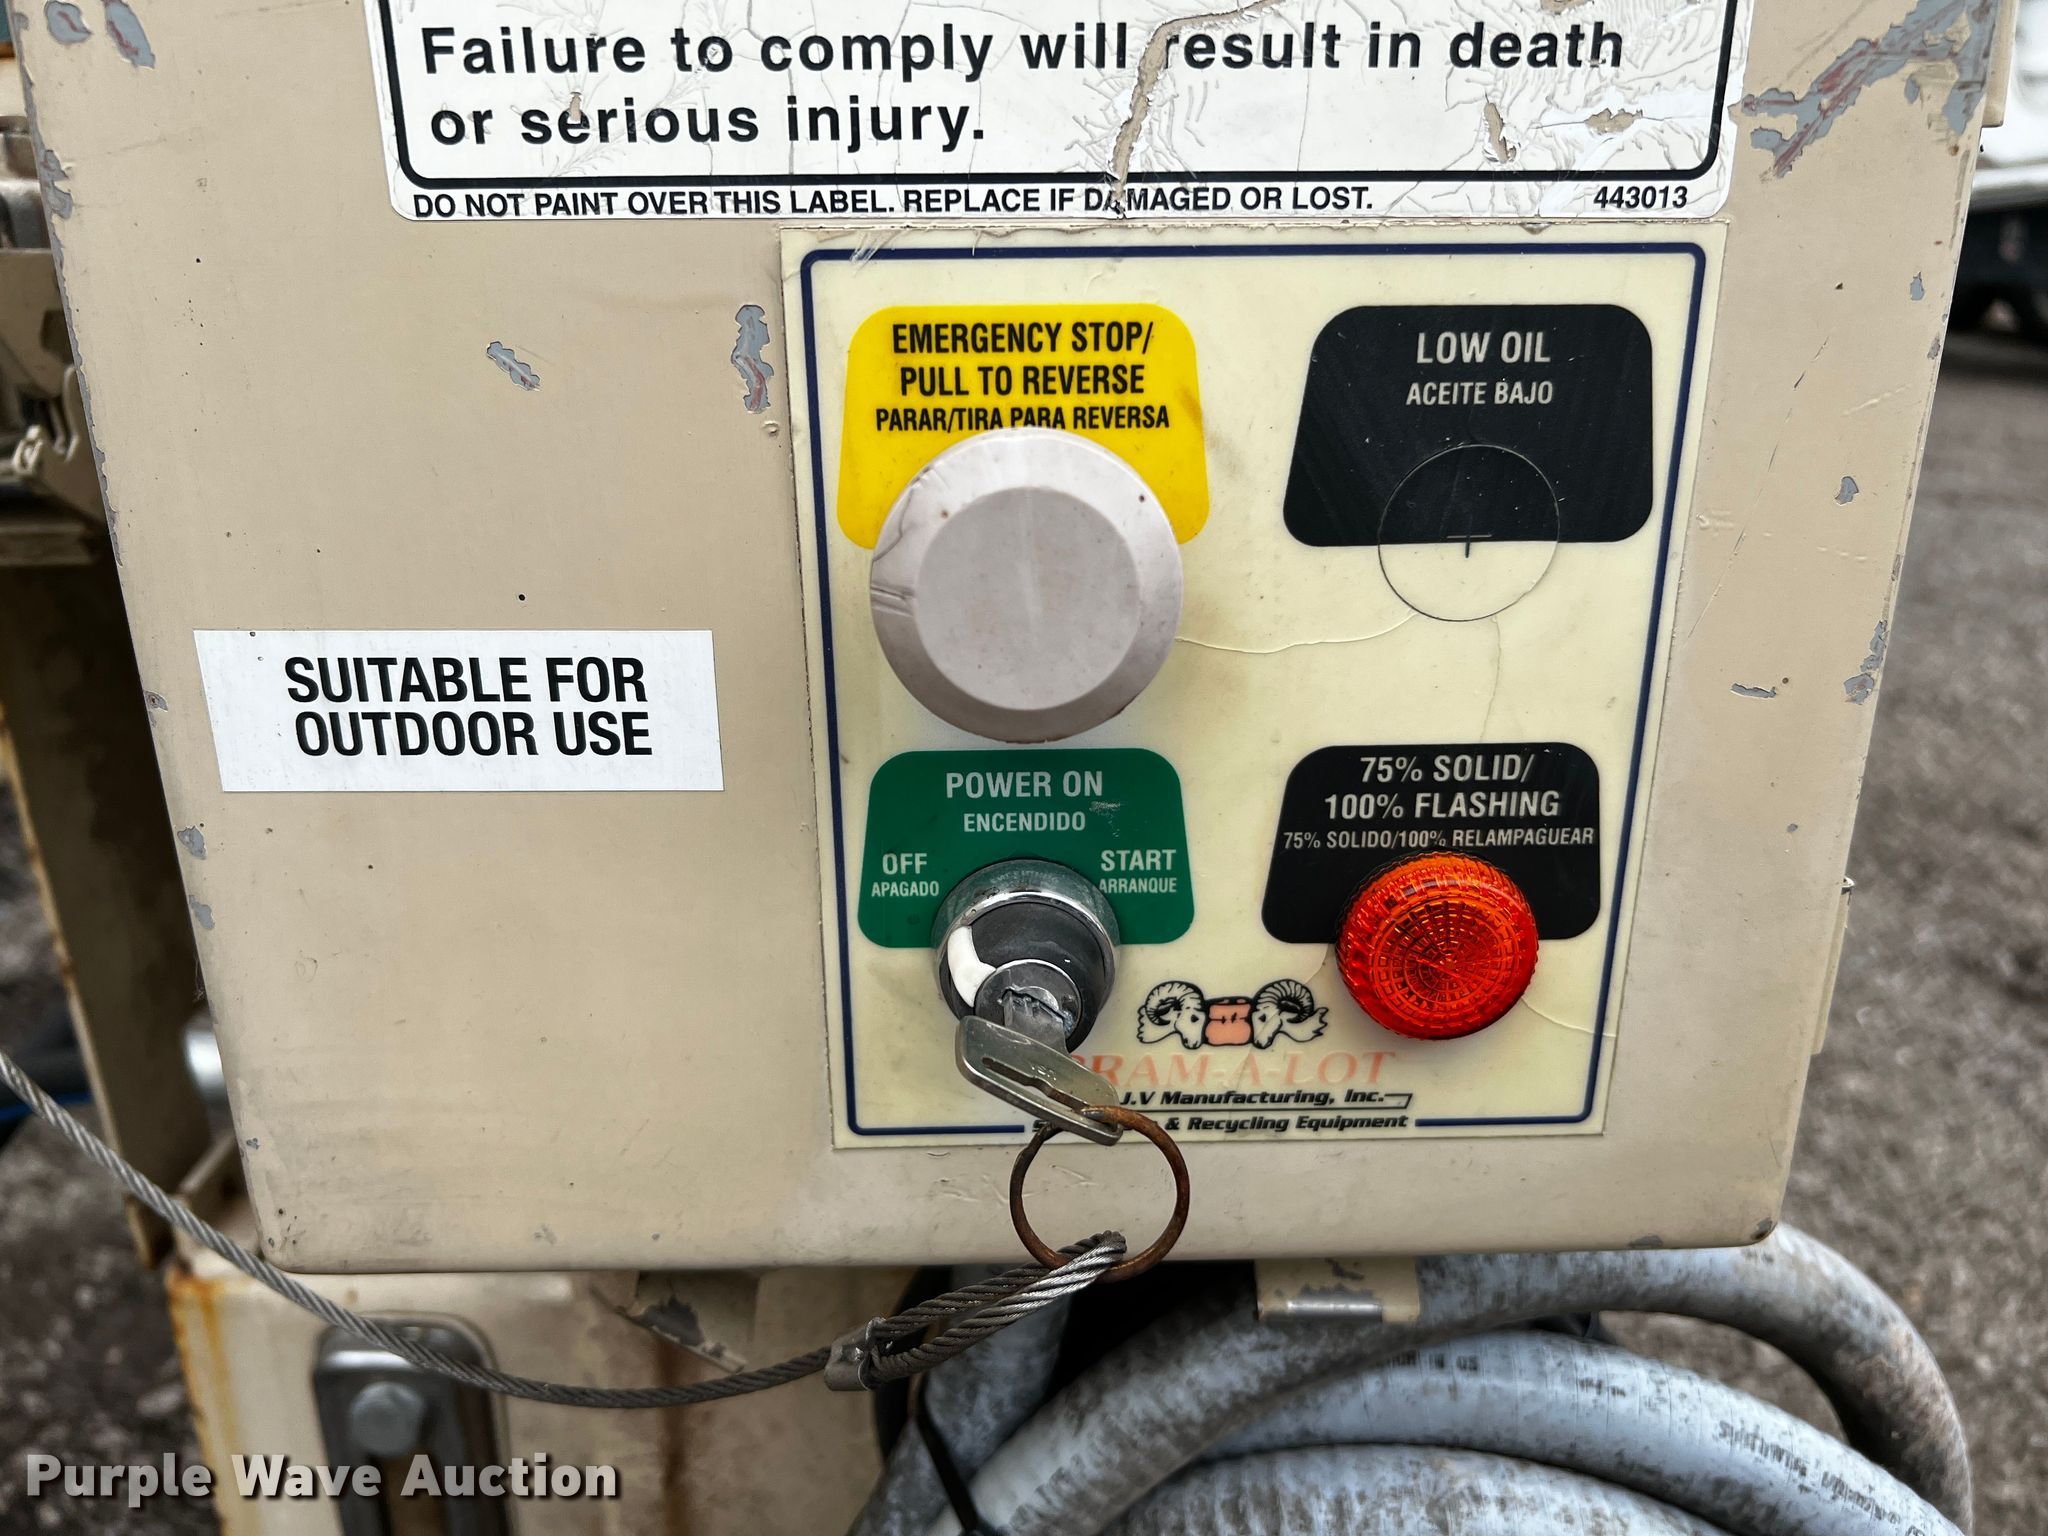 Failure to comply will result in death
or serious injury.
DO NOT PAINT OVER THIS LABEL. REPLACE IF DAMAGED OR LOST. 443013
EMERGENCY STOP/
PULL TO REVERSE
PARAR/TIRA PARA REVERSA
LOW OIL
ACEITE BAJO
SUITABLE FOR
OUTDOOR USE
POWER ON
ENCENDIDO
OFF
APAGADO
START
ARRANQUE
75% SOLID/
100% FLASHING
75% SOLIDO/100% RELAMPAGUEAR
RAM-A-LOT
J.V Manufacturing, Inc.
& Recycling Equipment
Purple Wave Auction